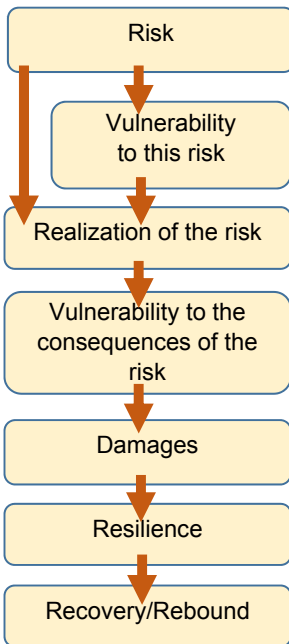 Risk
Vulnerability
to this risk
Realization of the risk
Vulnerability to the
consequences of the
risk
Damages
Resilience
Recovery/Rebound